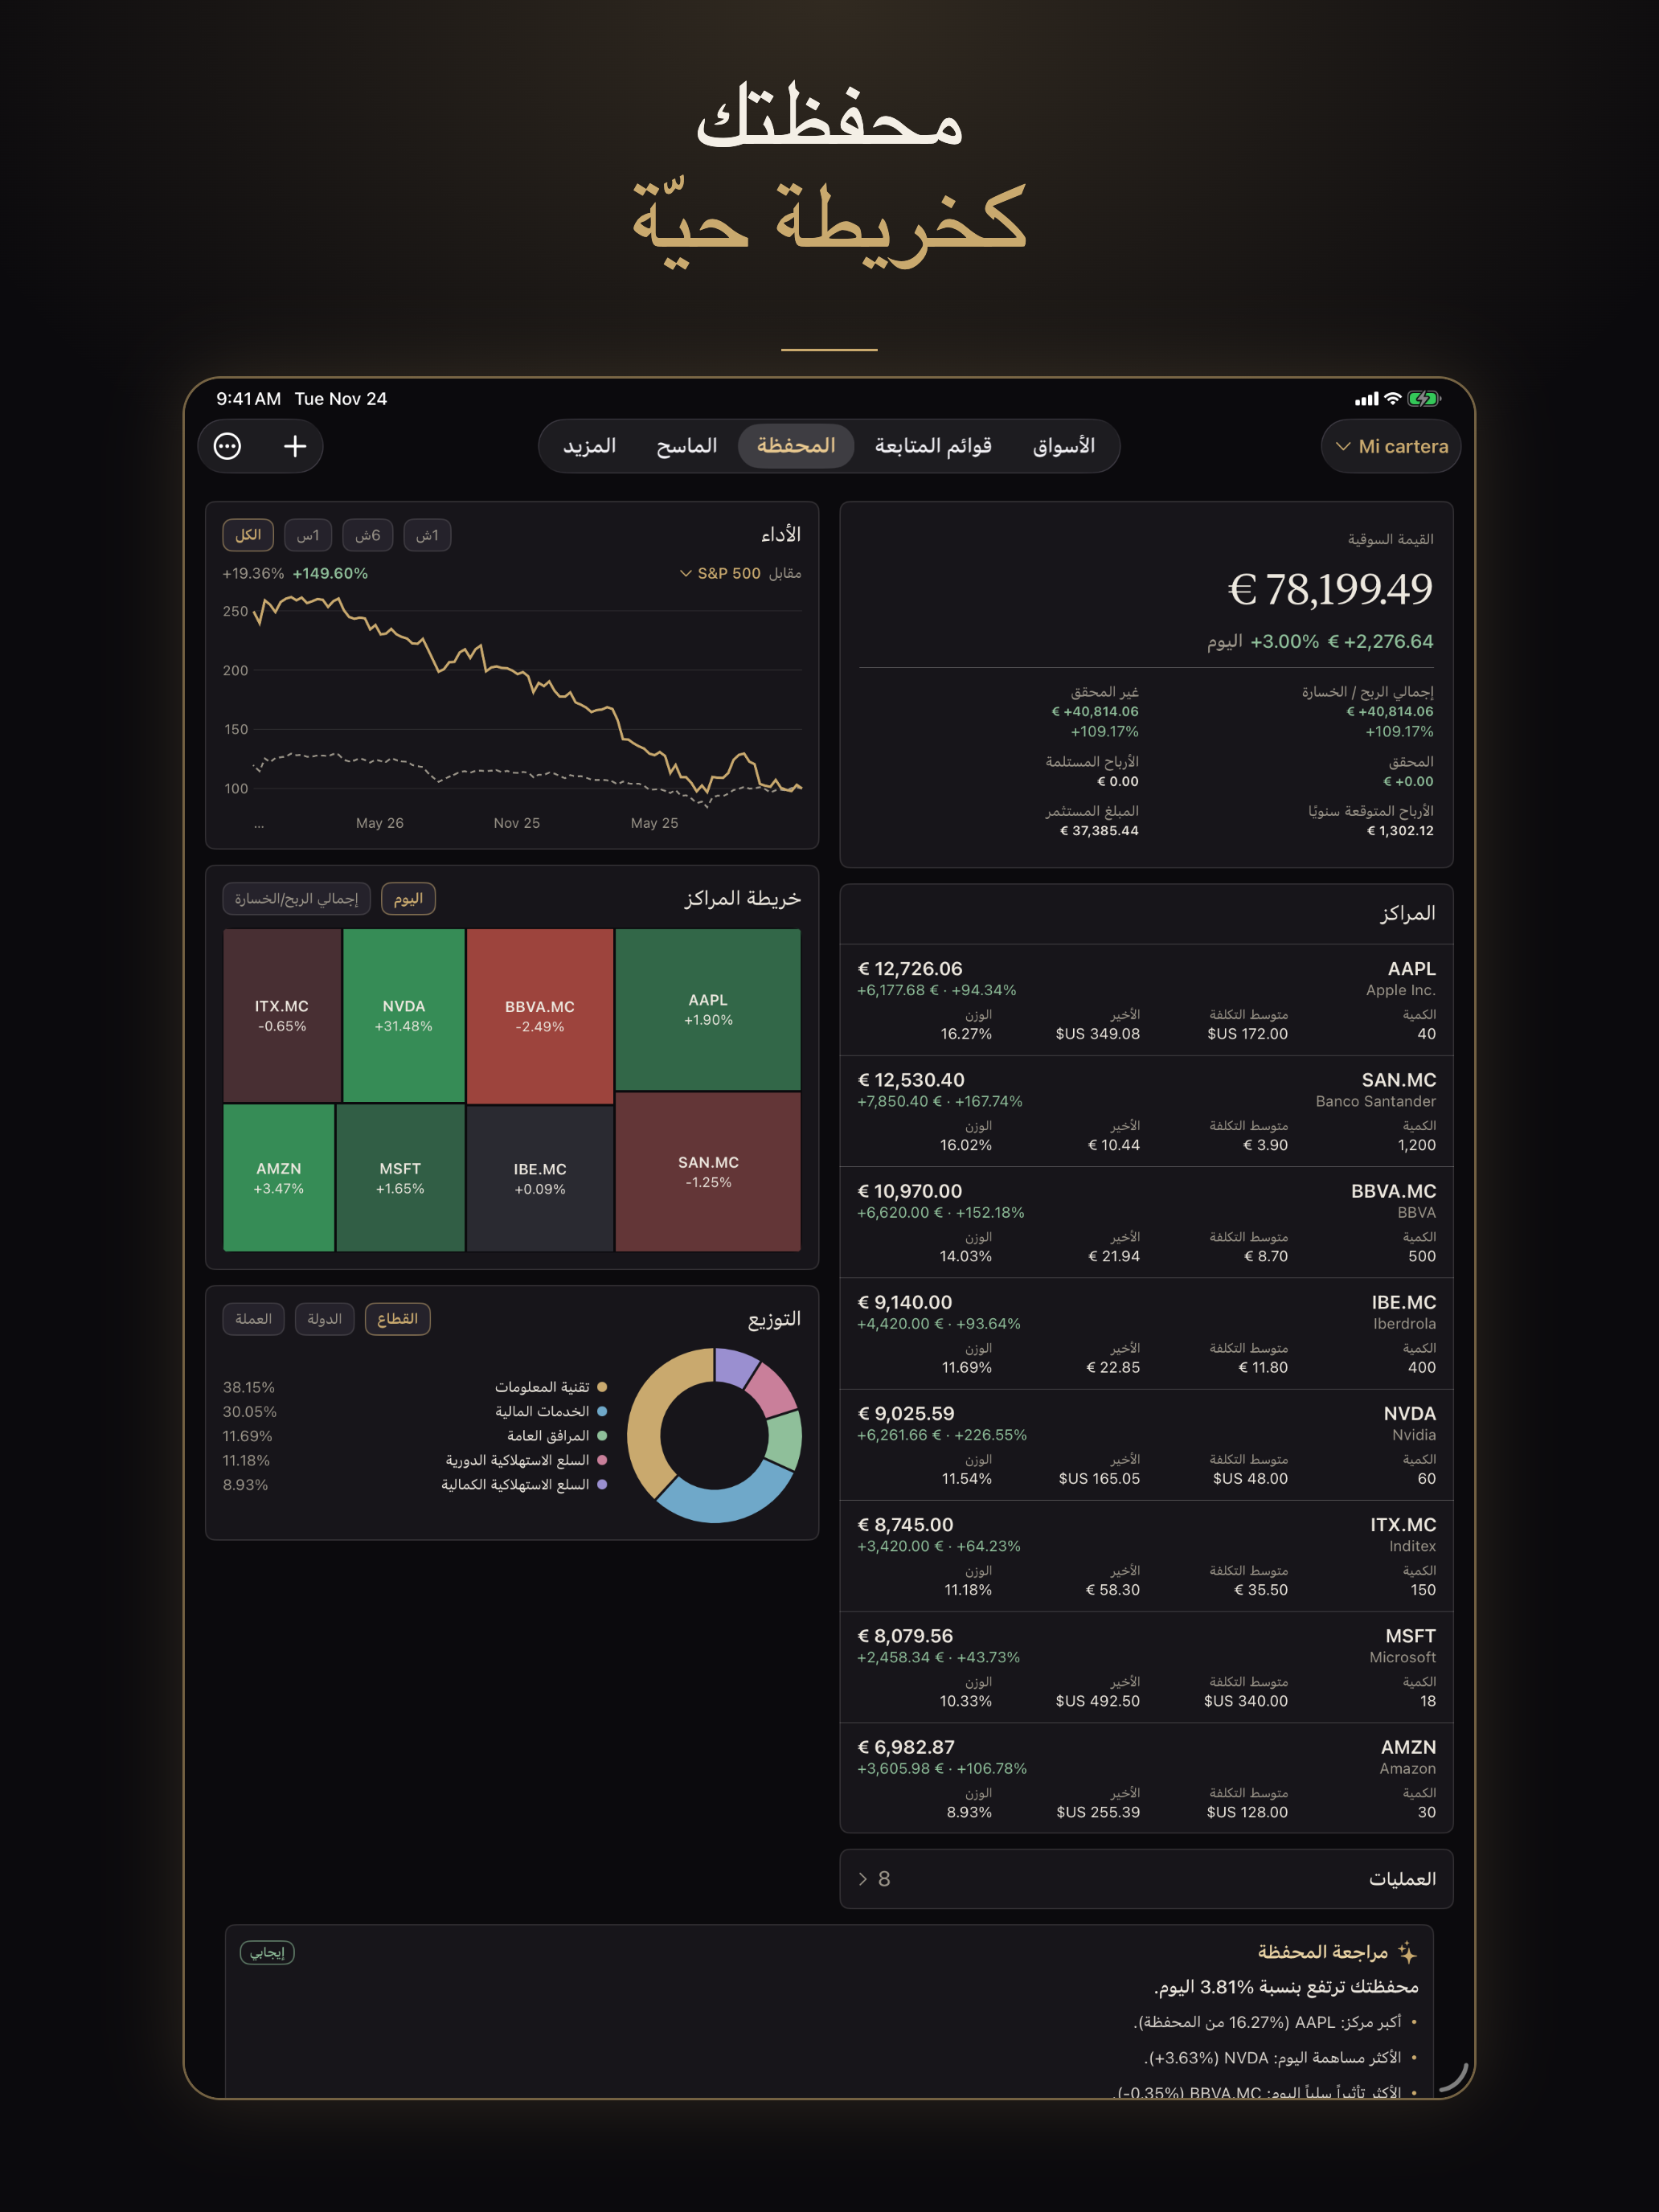 محفظتك
كخريطة حيّة
9:41 AM Tue Nov 24
Mi cartera
الأسواق
قوائم المتابعة
المحفظة
الماسح
المزيد
القيمة السوقية
€ 78,199.49
€ +2,276.64 +3.00% اليوم
إجمالي الربح / الخسارة
€ +40,814.06
+109.17%
غير المحقق
€ +40,814.06
+109.17%
المحقق
€ +0.00
الأرباح المستلمة
€ 0.00
الأرباح المتوقعة سنويًا
€ 1,302.12
المبلغ المستثمر
€ 37,385.44
المراكز
AAPL € 12,726.06
Apple Inc. +6,177.68 € · +94.34%
الكمية متوسط التكلفة الأخير الوزن
40 $US 172.00 $US 349.08 16.27%
SAN.MC € 12,530.40
Banco Santander +7,850.40 € · +167.74%
الكمية متوسط التكلفة الأخير الوزن
1,200 € 3.90 € 10.44 16.02%
BBVA.MC € 10,970.00
BBVA +6,620.00 € · +152.18%
الكمية متوسط التكلفة الأخير الوزن
500 € 8.70 € 21.94 14.03%
IBE.MC € 9,140.00
Iberdrola +4,420.00 € · +93.64%
الكمية متوسط التكلفة الأخير الوزن
400 € 11.80 € 22.85 11.69%
NVDA € 9,025.59
Nvidia +6,261.66 € · +226.55%
الكمية متوسط التكلفة الأخير الوزن
60 $US 48.00 $US 165.05 11.54%
ITX.MC € 8,745.00
Inditex +3,420.00 € · +64.23%
الكمية متوسط التكلفة الأخير الوزن
150 € 35.50 € 58.30 11.18%
MSFT € 8,079.56
Microsoft +2,458.34 € · +43.73%
الكمية متوسط التكلفة الأخير الوزن
18 $US 340.00 $US 492.50 10.33%
AMZN € 6,982.87
Amazon +3,605.98 € · +106.78%
الكمية متوسط التكلفة الأخير الوزن
30 $US 128.00 $US 255.39 8.93%
العمليات 8
الأداء
1ش 6ش 1س الكل
مقابل S&P 500
+19.36% +149.60%
250
200
150
100
... May 26 Nov 25 May 25
خريطة المراكز
اليوم إجمالي الربح/الخسارة
AAPL
+1.90%
BBVA.MC
-2.49%
NVDA
+31.48%
ITX.MC
-0.65%
SAN.MC
-1.25%
IBE.MC
+0.09%
MSFT
+1.65%
AMZN
+3.47%
التوزيع
القطاع الدولة العملة
تقنية المعلومات 38.15%
الخدمات المالية 30.05%
المرافق العامة 11.69%
السلع الاستهلاكية الدورية 11.18%
السلع الاستهلاكية الكمالية 8.93%
مراجعة المحفظة
إيجابي
محفظتك ترتفع بنسبة 3.81% اليوم.
• أكبر مركز: AAPL (16.27% من المحفظة).
• الأكثر مساهمة اليوم: NVDA (+3.63%).
• الأكثر تأثيراً سلبياً اليوم: BBVA.MC (-0.35%).